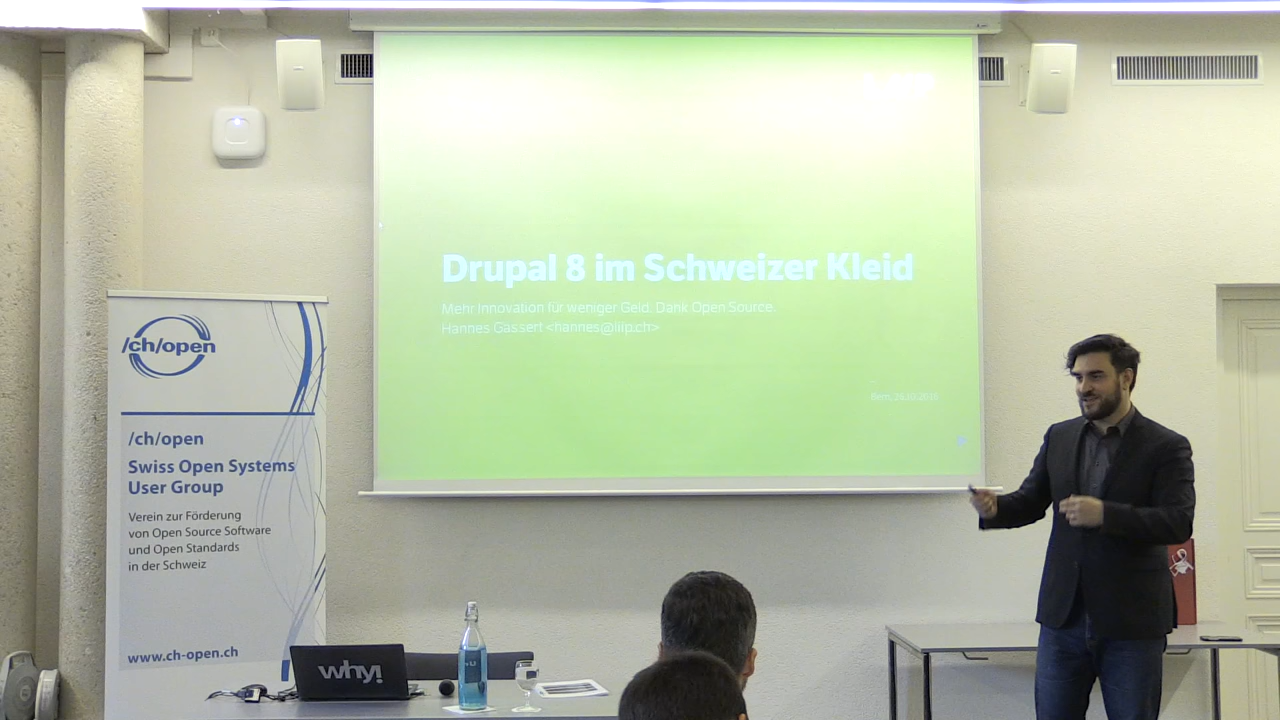 Drupal 8 im Schweizer Kleid
Mehr Innovation für weniger Geld. Dank Open Source.
Hannes Gassert <hannes@liip.ch>
/ch/open
/ch/open
Swiss Open Systems
User Group
Verein zur Förderung
von Open Source Software
und Open Standards
in der Schweiz
www.ch-open.ch
why!